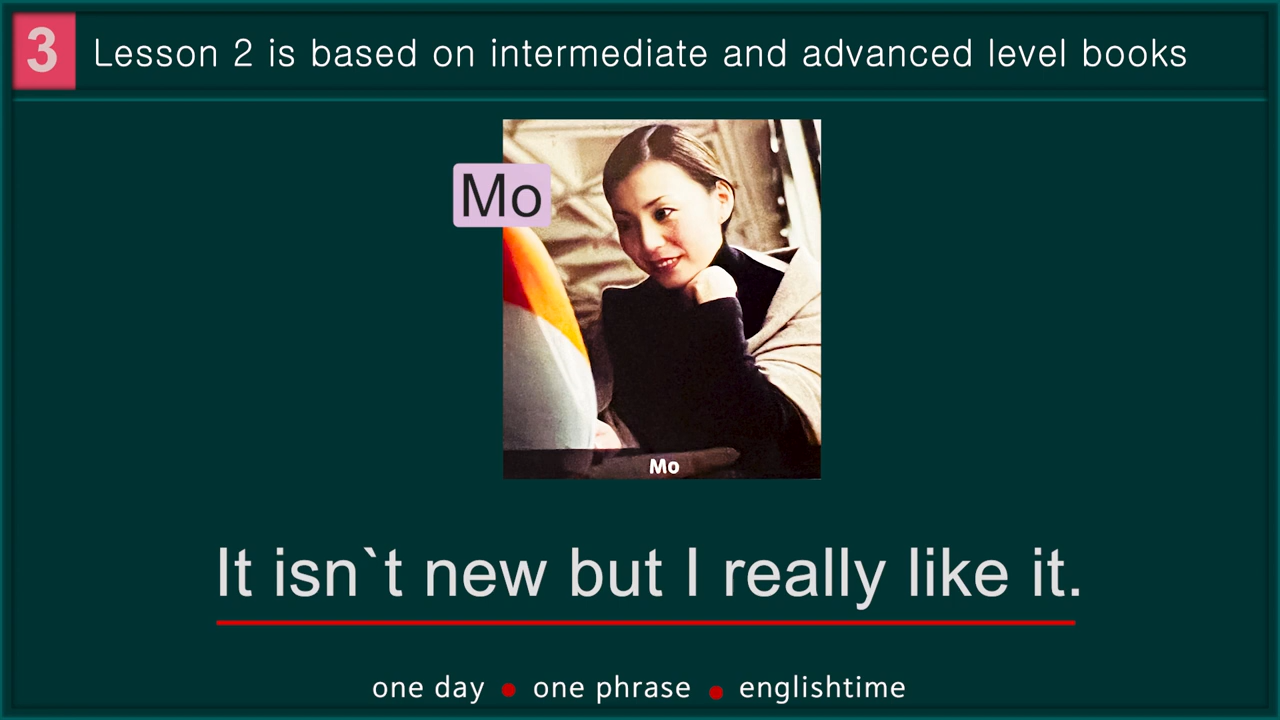 3 Lesson 2 is based on intermediate and advanced level books
Mo
Mo
It isn`t new but I really like it.
one day ● one phrase ● englishtime